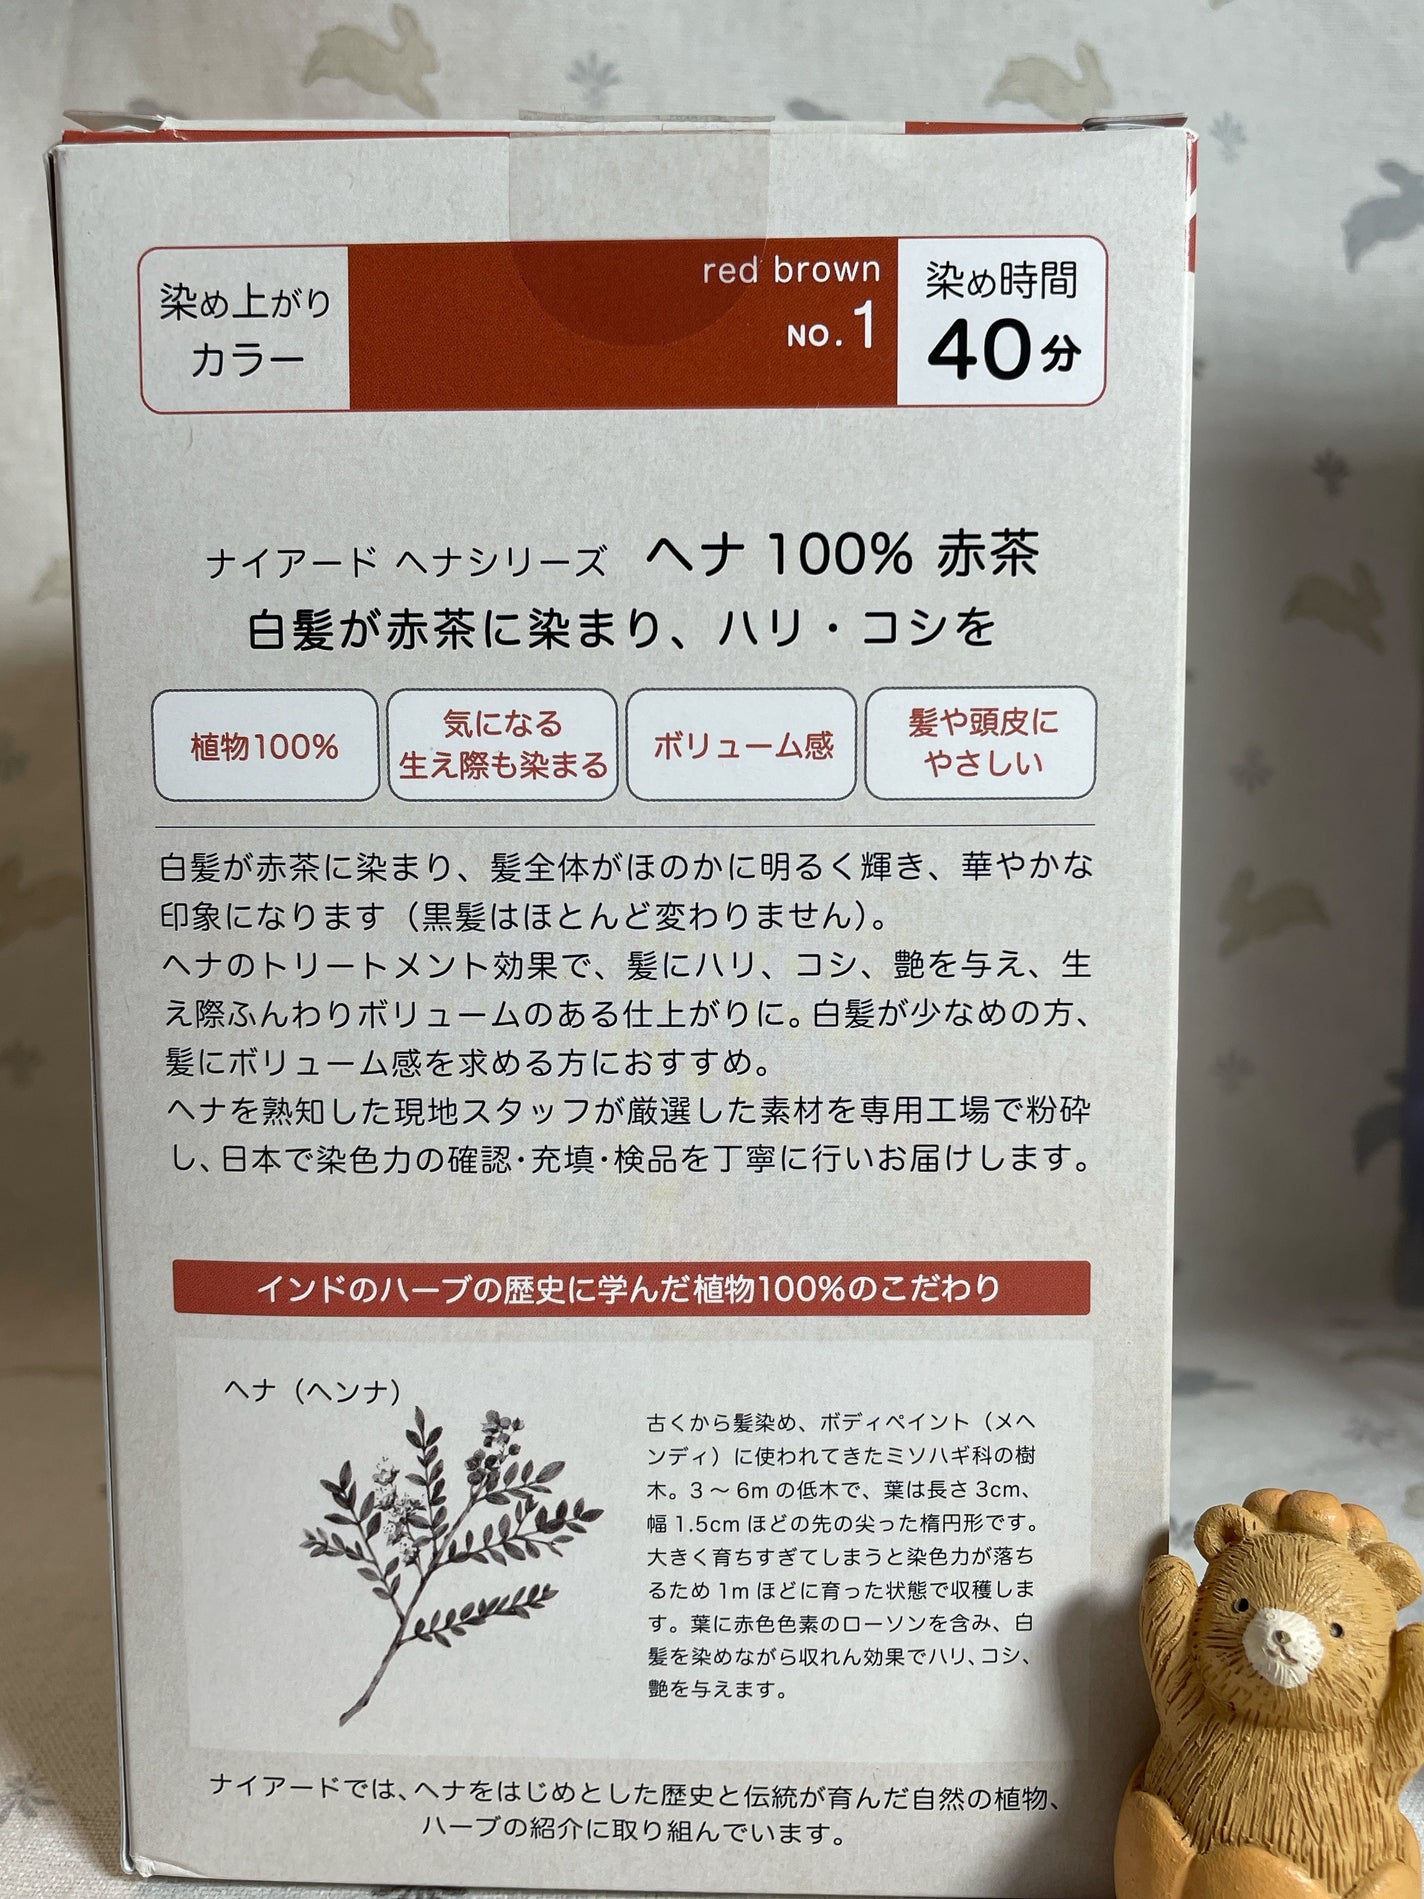 染め上がり
カラー
red brown
NO.1
染め時間
40分
ナイアード ヘナシリーズ ヘナ 100% 赤茶
白髪が赤茶に染まり、ハリ・コシを
植物100%
気になる
生え際も染まる
ボリューム感
髪や頭皮に
やさしい
白髪が赤茶に染まり、髪全体がほのかに明るく輝き、華やかな
印象になります（黒髪はほとんど変わりません）。
ヘナのトリートメント効果で、髪にハリ、コシ、艶を与え、生
え際ふんわりボリュームのある仕上がりに。白髪が少なめの方、
髪にボリューム感を求める方におすすめ。
ヘナを熟知した現地スタッフが厳選した素材を専用工場で粉砕
し、日本で染色力の確認・充填・検品を丁寧に行いお届けします。
インドのハーブの歴史に学んだ植物100%のこだわり
ヘナ（ヘンナ）
古くから髪染め、ボディペイント（メヘ
ンディ）に使われてきたミソハギ科の樹
木。3～6mの低木で、葉は長さ3cm、
幅1.5cmほどの先の尖った楕円形です。
大きく育ちすぎてしまうと染色力が落ち
るため1mほどに育った状態で収穫しま
す。葉に赤色色素のローソンを含み、白
髪を染めながら収れん効果でハリ、コシ、
艶を与えます。
ナイアードでは、ヘナをはじめとした歴史と伝統が育んだ自然の植物、
ハーブの紹介に取り組んでいます。